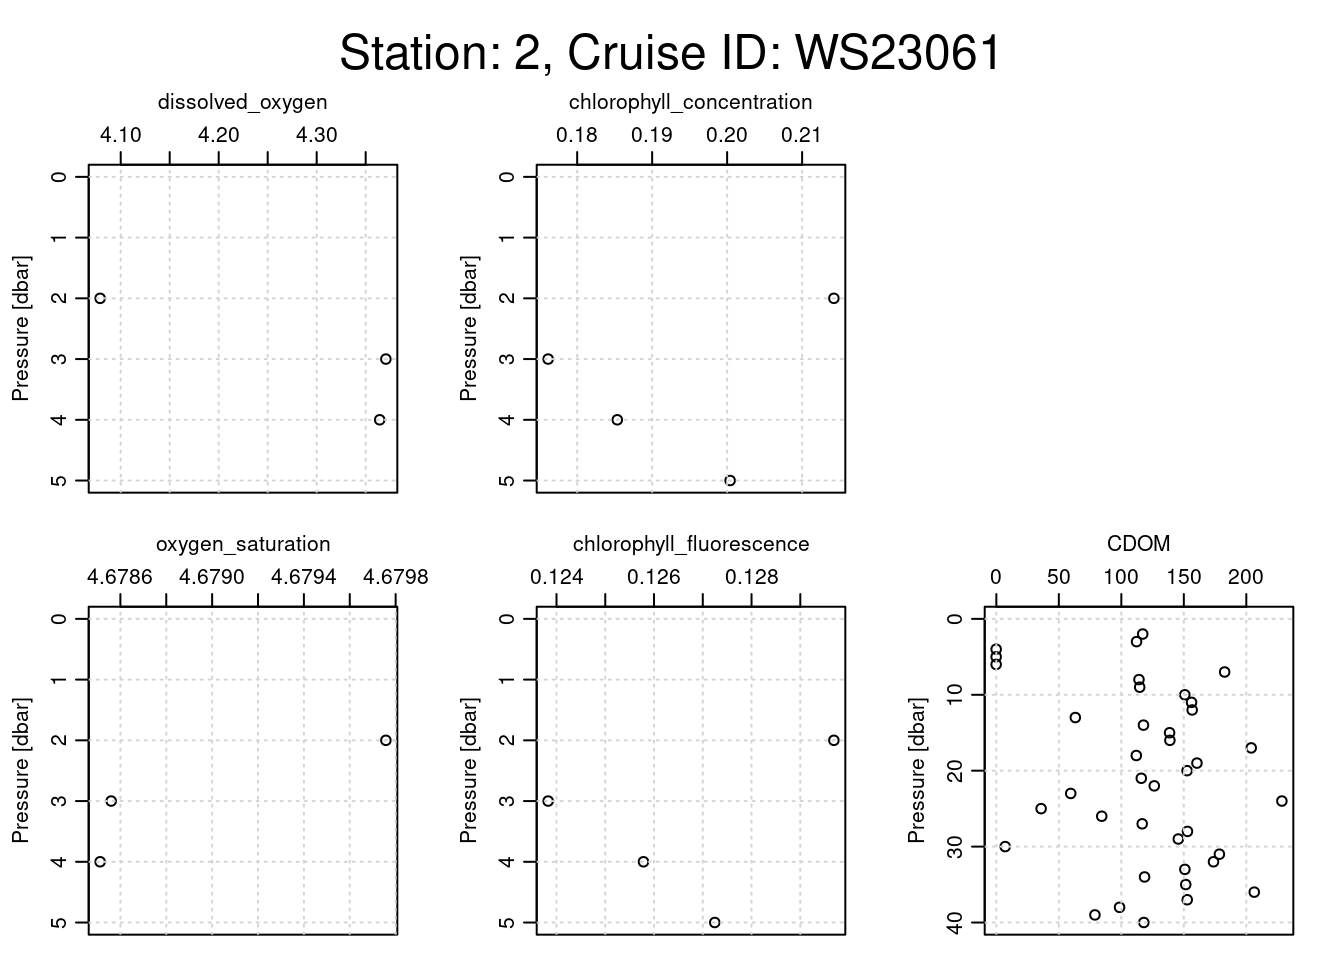 Station: 2, Cruise ID: WS23061
dissolved_oxygen
4.10 4.20 4.30
Pressure [dbar]
0
1
2
3
4
5
chlorophyll_concentration
0.18 0.19 0.20 0.21
Pressure [dbar]
0
1
2
3
4
5
oxygen_saturation
4.6786 4.6790 4.6794 4.6798
Pressure [dbar]
0
1
2
3
4
5
chlorophyll_fluorescence
0.124 0.126 0.128
Pressure [dbar]
0
1
2
3
4
5
CDOM
0 50 100 150 200
Pressure [dbar]
0
10
20
30
40